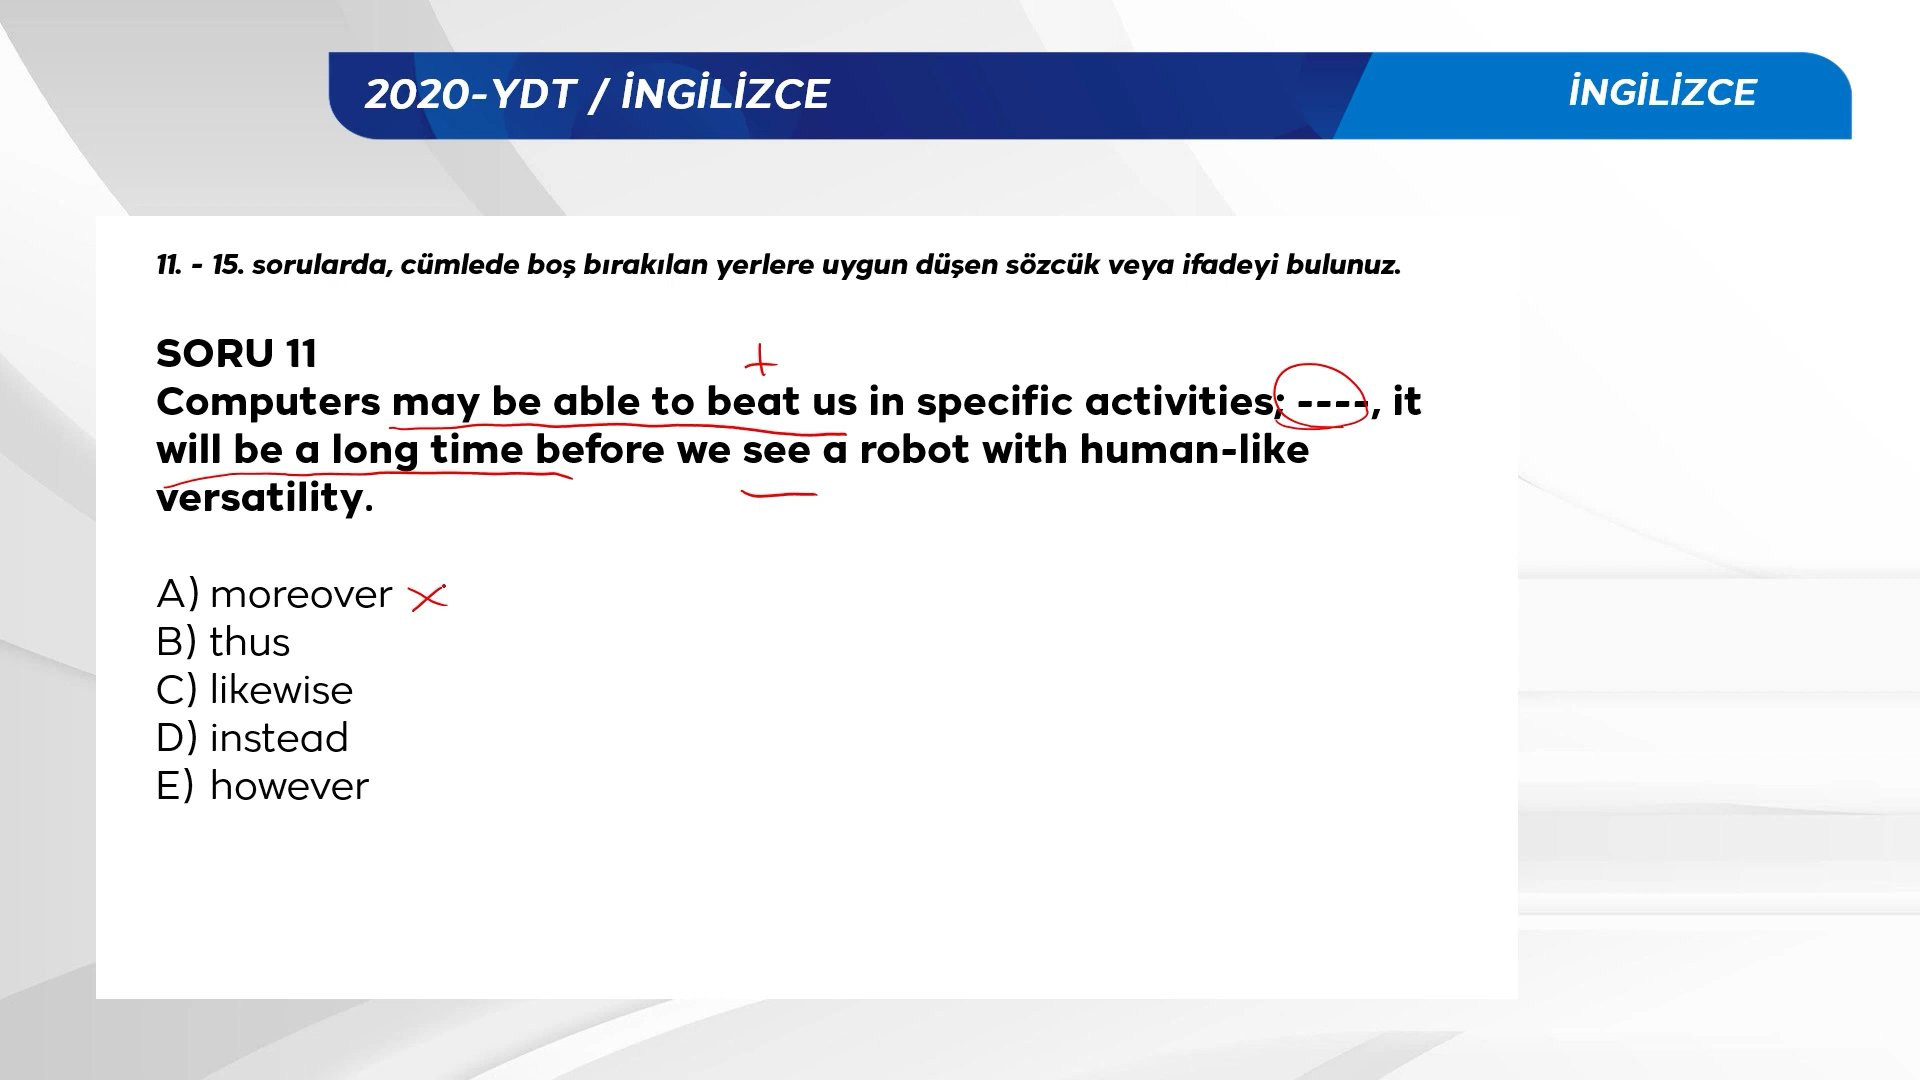 2020-YDT / İNGİLİZCE
İNGİLİZCE
11. - 15. sorularda, cümlede boş bırakılan yerlere uygun düşen sözcük veya ifadeyi bulunuz.
SORU 11
Computers may be able to beat us in specific activities; ----, it
will be a long time before we see a robot with human-like
versatility.
A) moreover
B) thus
C) likewise
D) instead
E) however